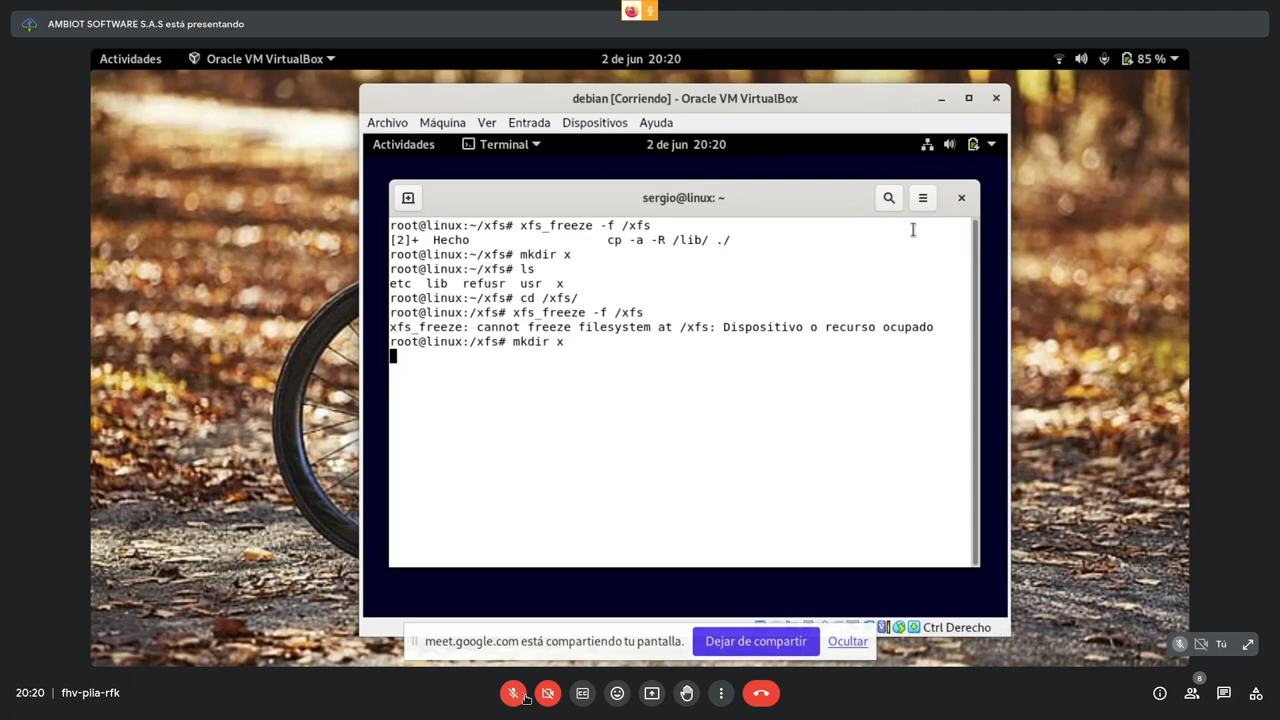 AMBIOT SOFTWARE S.A.S está presentando
Actividades Oracle VM VirtualBox 2 de jun 20:20 85 %
debian [Corriendo] - Oracle VM VirtualBox
Archivo Máquina Ver Entrada Dispositivos Ayuda
Actividades Terminal 2 de jun 20:20
sergio@linux: ~
root@linux:~/xfs# xfs_freeze -f /xfs
[2]+ Hecho cp -a -R /lib/ ./
root@linux:~/xfs# mkdir x
root@linux:~/xfs# ls
etc lib refusr usr x
root@linux:~/xfs# cd /xfs/
root@linux:/xfs# xfs_freeze -f /xfs
xfs_freeze: cannot freeze filesystem at /xfs: Dispositivo o recurso ocupado
root@linux:/xfs# mkdir x
Ctrl Derecho
meet.google.com está compartiendo tu pantalla. Dejar de compartir Ocultar
Tú
20:20 fhv-piia-rfk 8